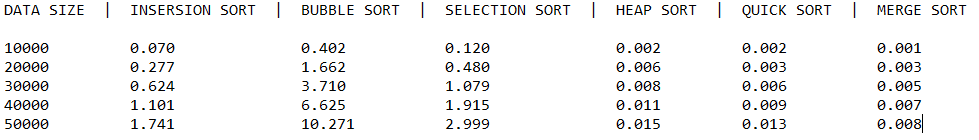 DATA SIZE | INSERSION SORT | BUBBLE SORT | SELECTION SORT | HEAP SORT | QUICK SORT | MERGE SORT
10000 0.070 0.402 0.120 0.002 0.002 0.001
20000 0.277 1.662 0.480 0.006 0.003 0.003
30000 0.624 3.710 1.079 0.008 0.006 0.005
40000 1.101 6.625 1.915 0.011 0.009 0.007
50000 1.741 10.271 2.999 0.015 0.013 0.008